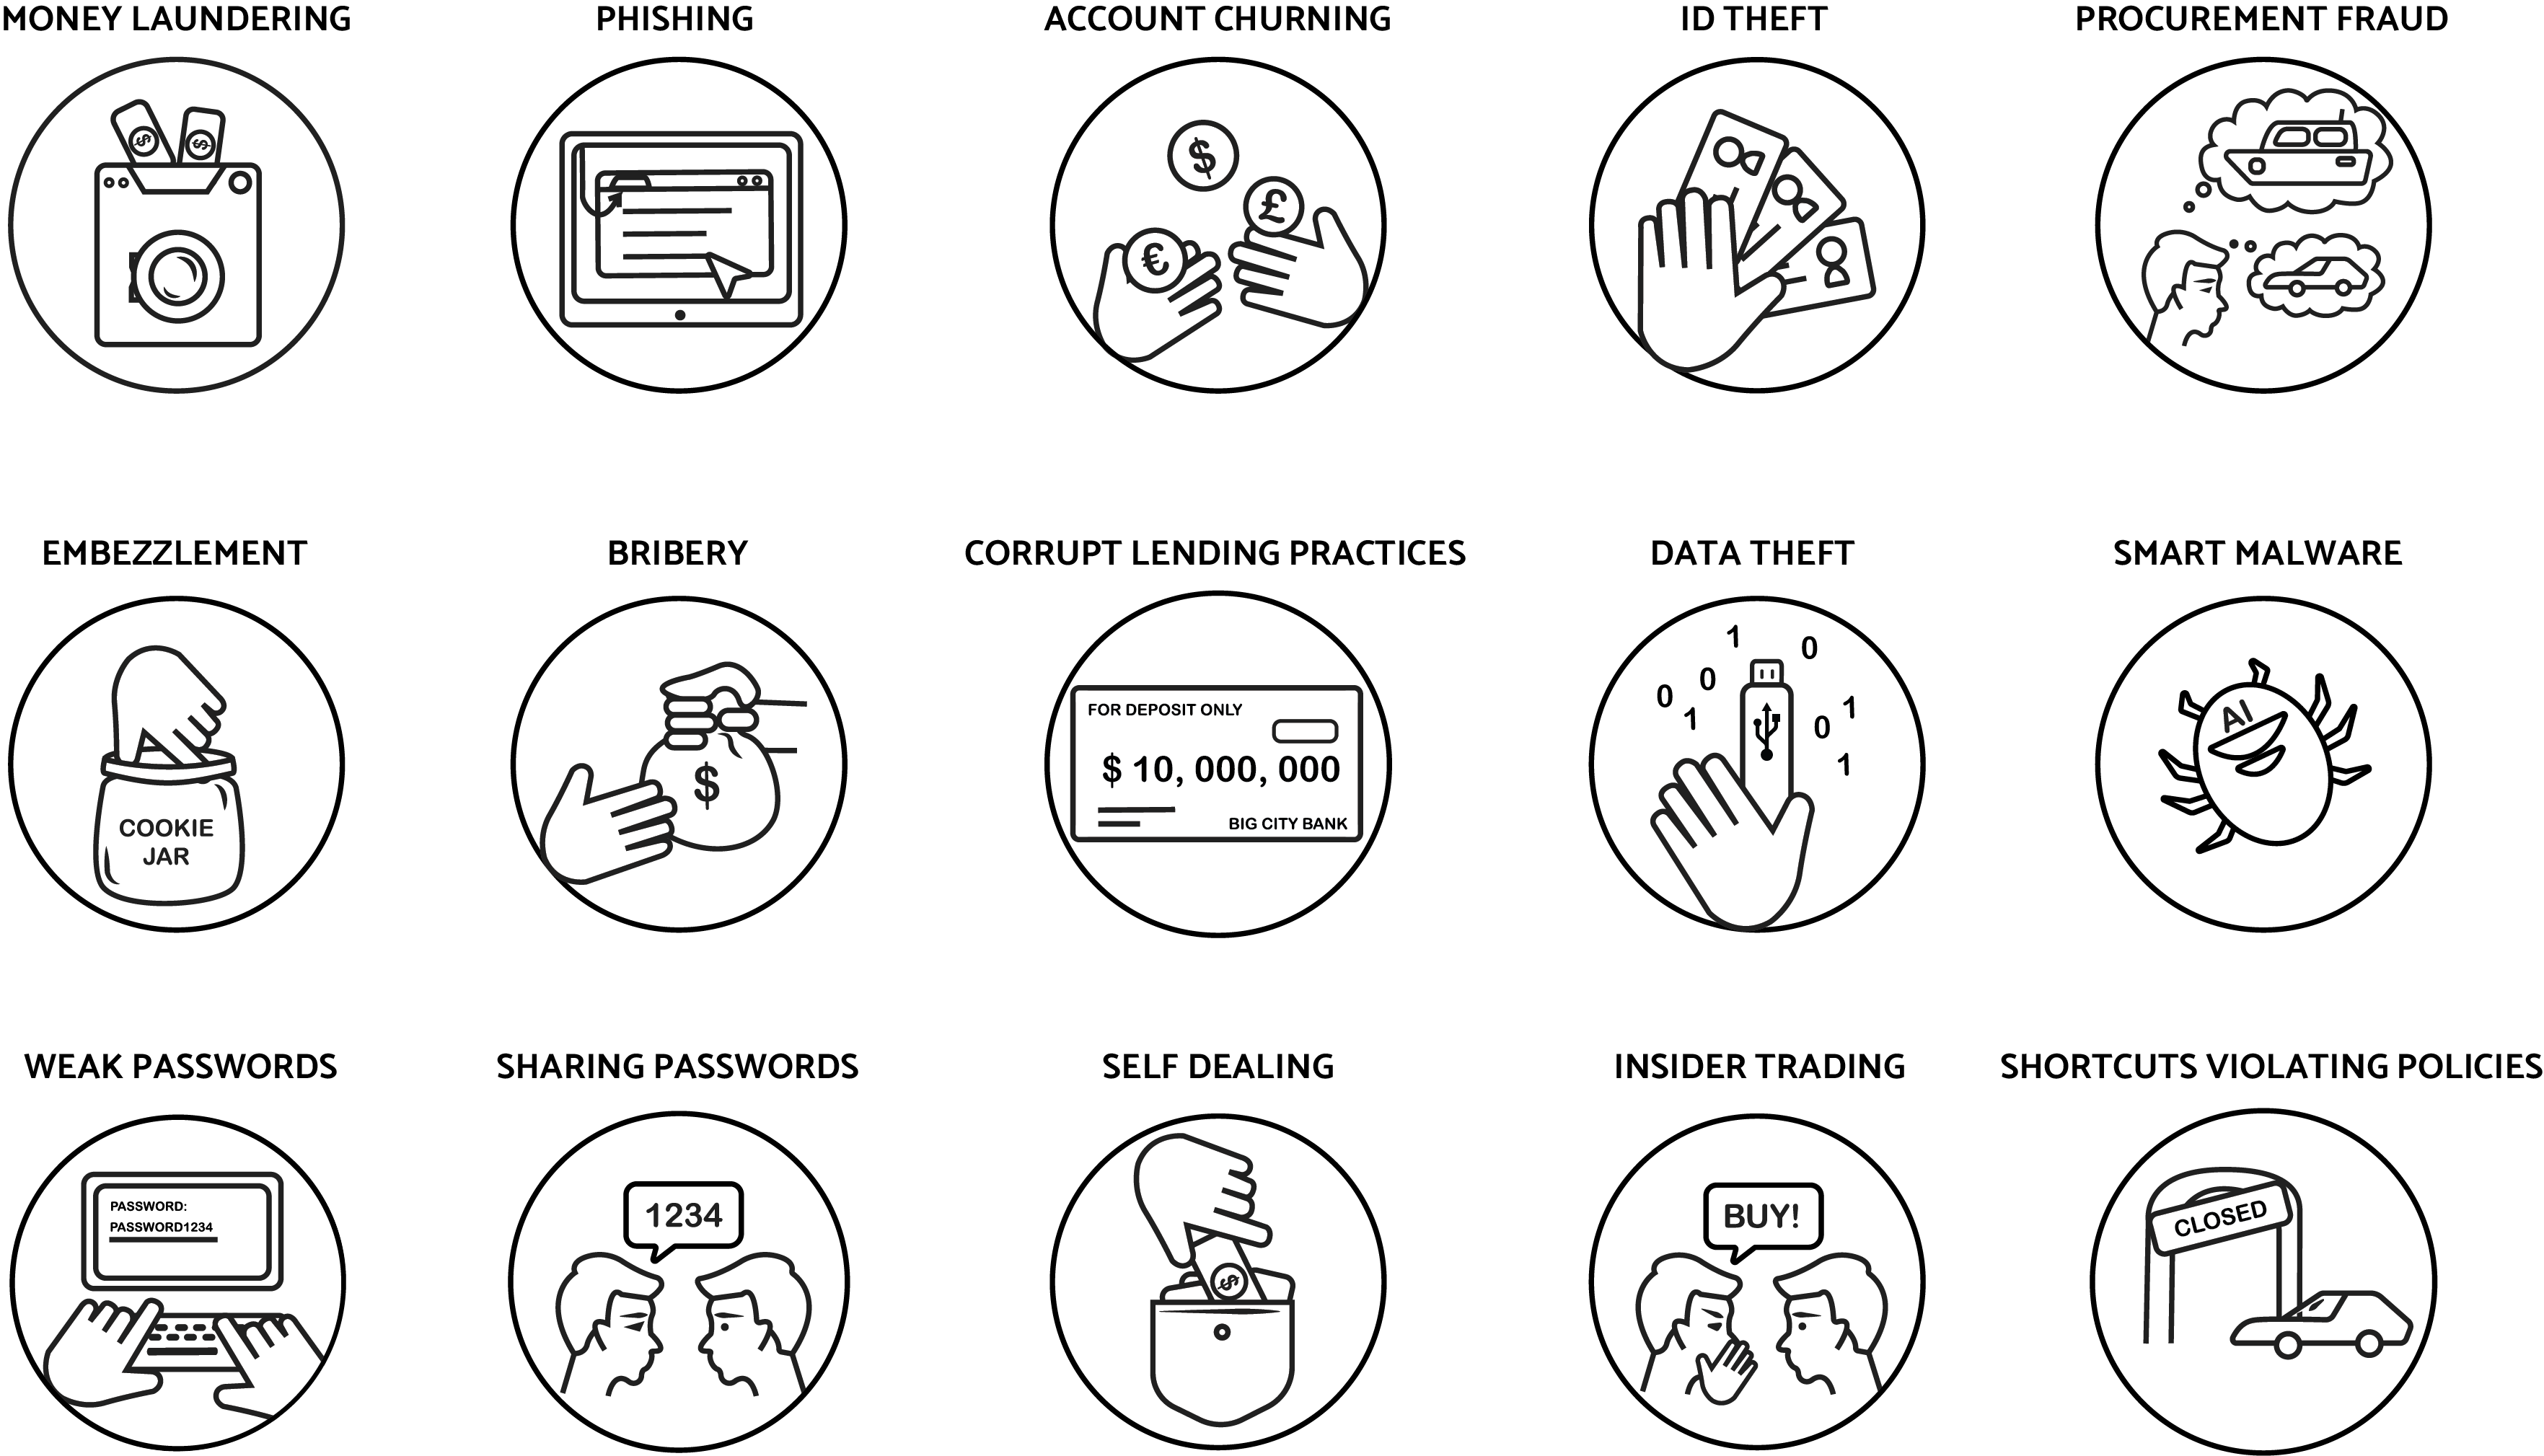 MONEY LAUNDERING
PHISHING
ACCOUNT CHURNING
ID THEFT
PROCUREMENT FRAUD
$
$
$
£
€
EMBEZZLEMENT
BRIBERY
CORRUPT LENDING PRACTICES
DATA THEFT
SMART MALWARE
COOKIE
JAR
$
FOR DEPOSIT ONLY
$ 10, 000, 000
BIG CITY BANK
1
0
0
0
1
1
0
1
AI
WEAK PASSWORDS
SHARING PASSWORDS
SELF DEALING
INSIDER TRADING
SHORTCUTS VIOLATING POLICIES
PASSWORD:
PASSWORD1234
1234
$
BUY!
CLOSED